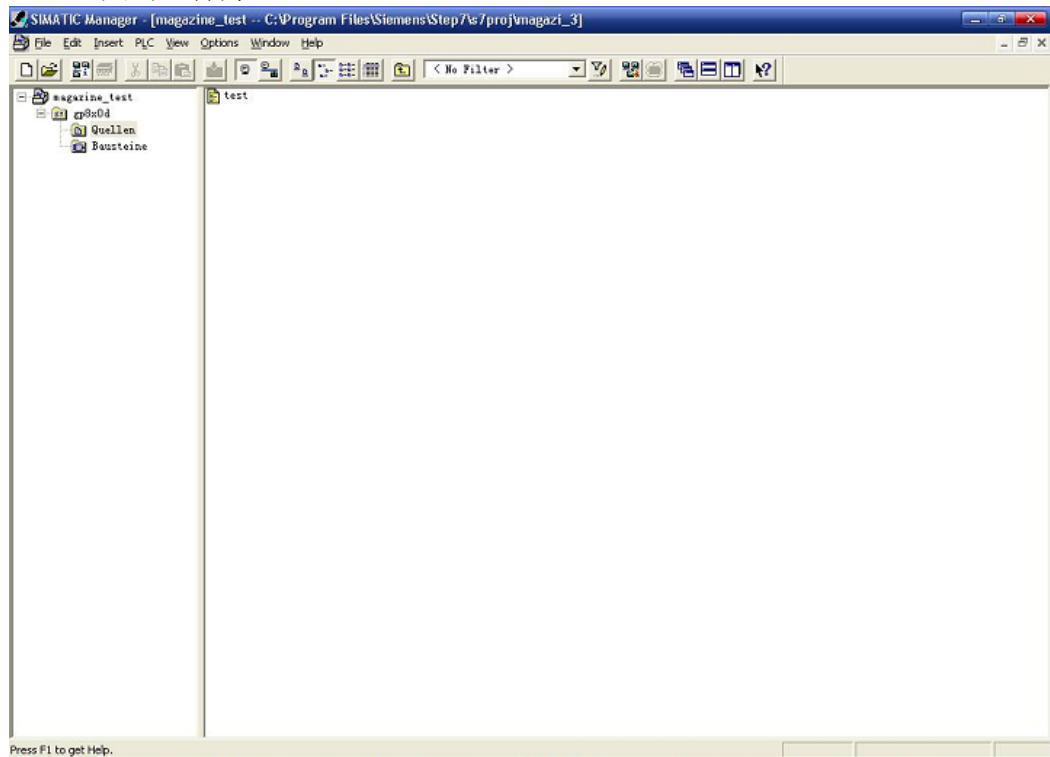 SIMATIC Manager - [magazine_test -- C:\Program Files\Siemens\Step7\s7proj\magazi_3]
File Edit Insert PLC View Options Window Help
< No Filter >
magazine_test
test
gp8x0d
Quellen
Bausteine
Press F1 to get Help.